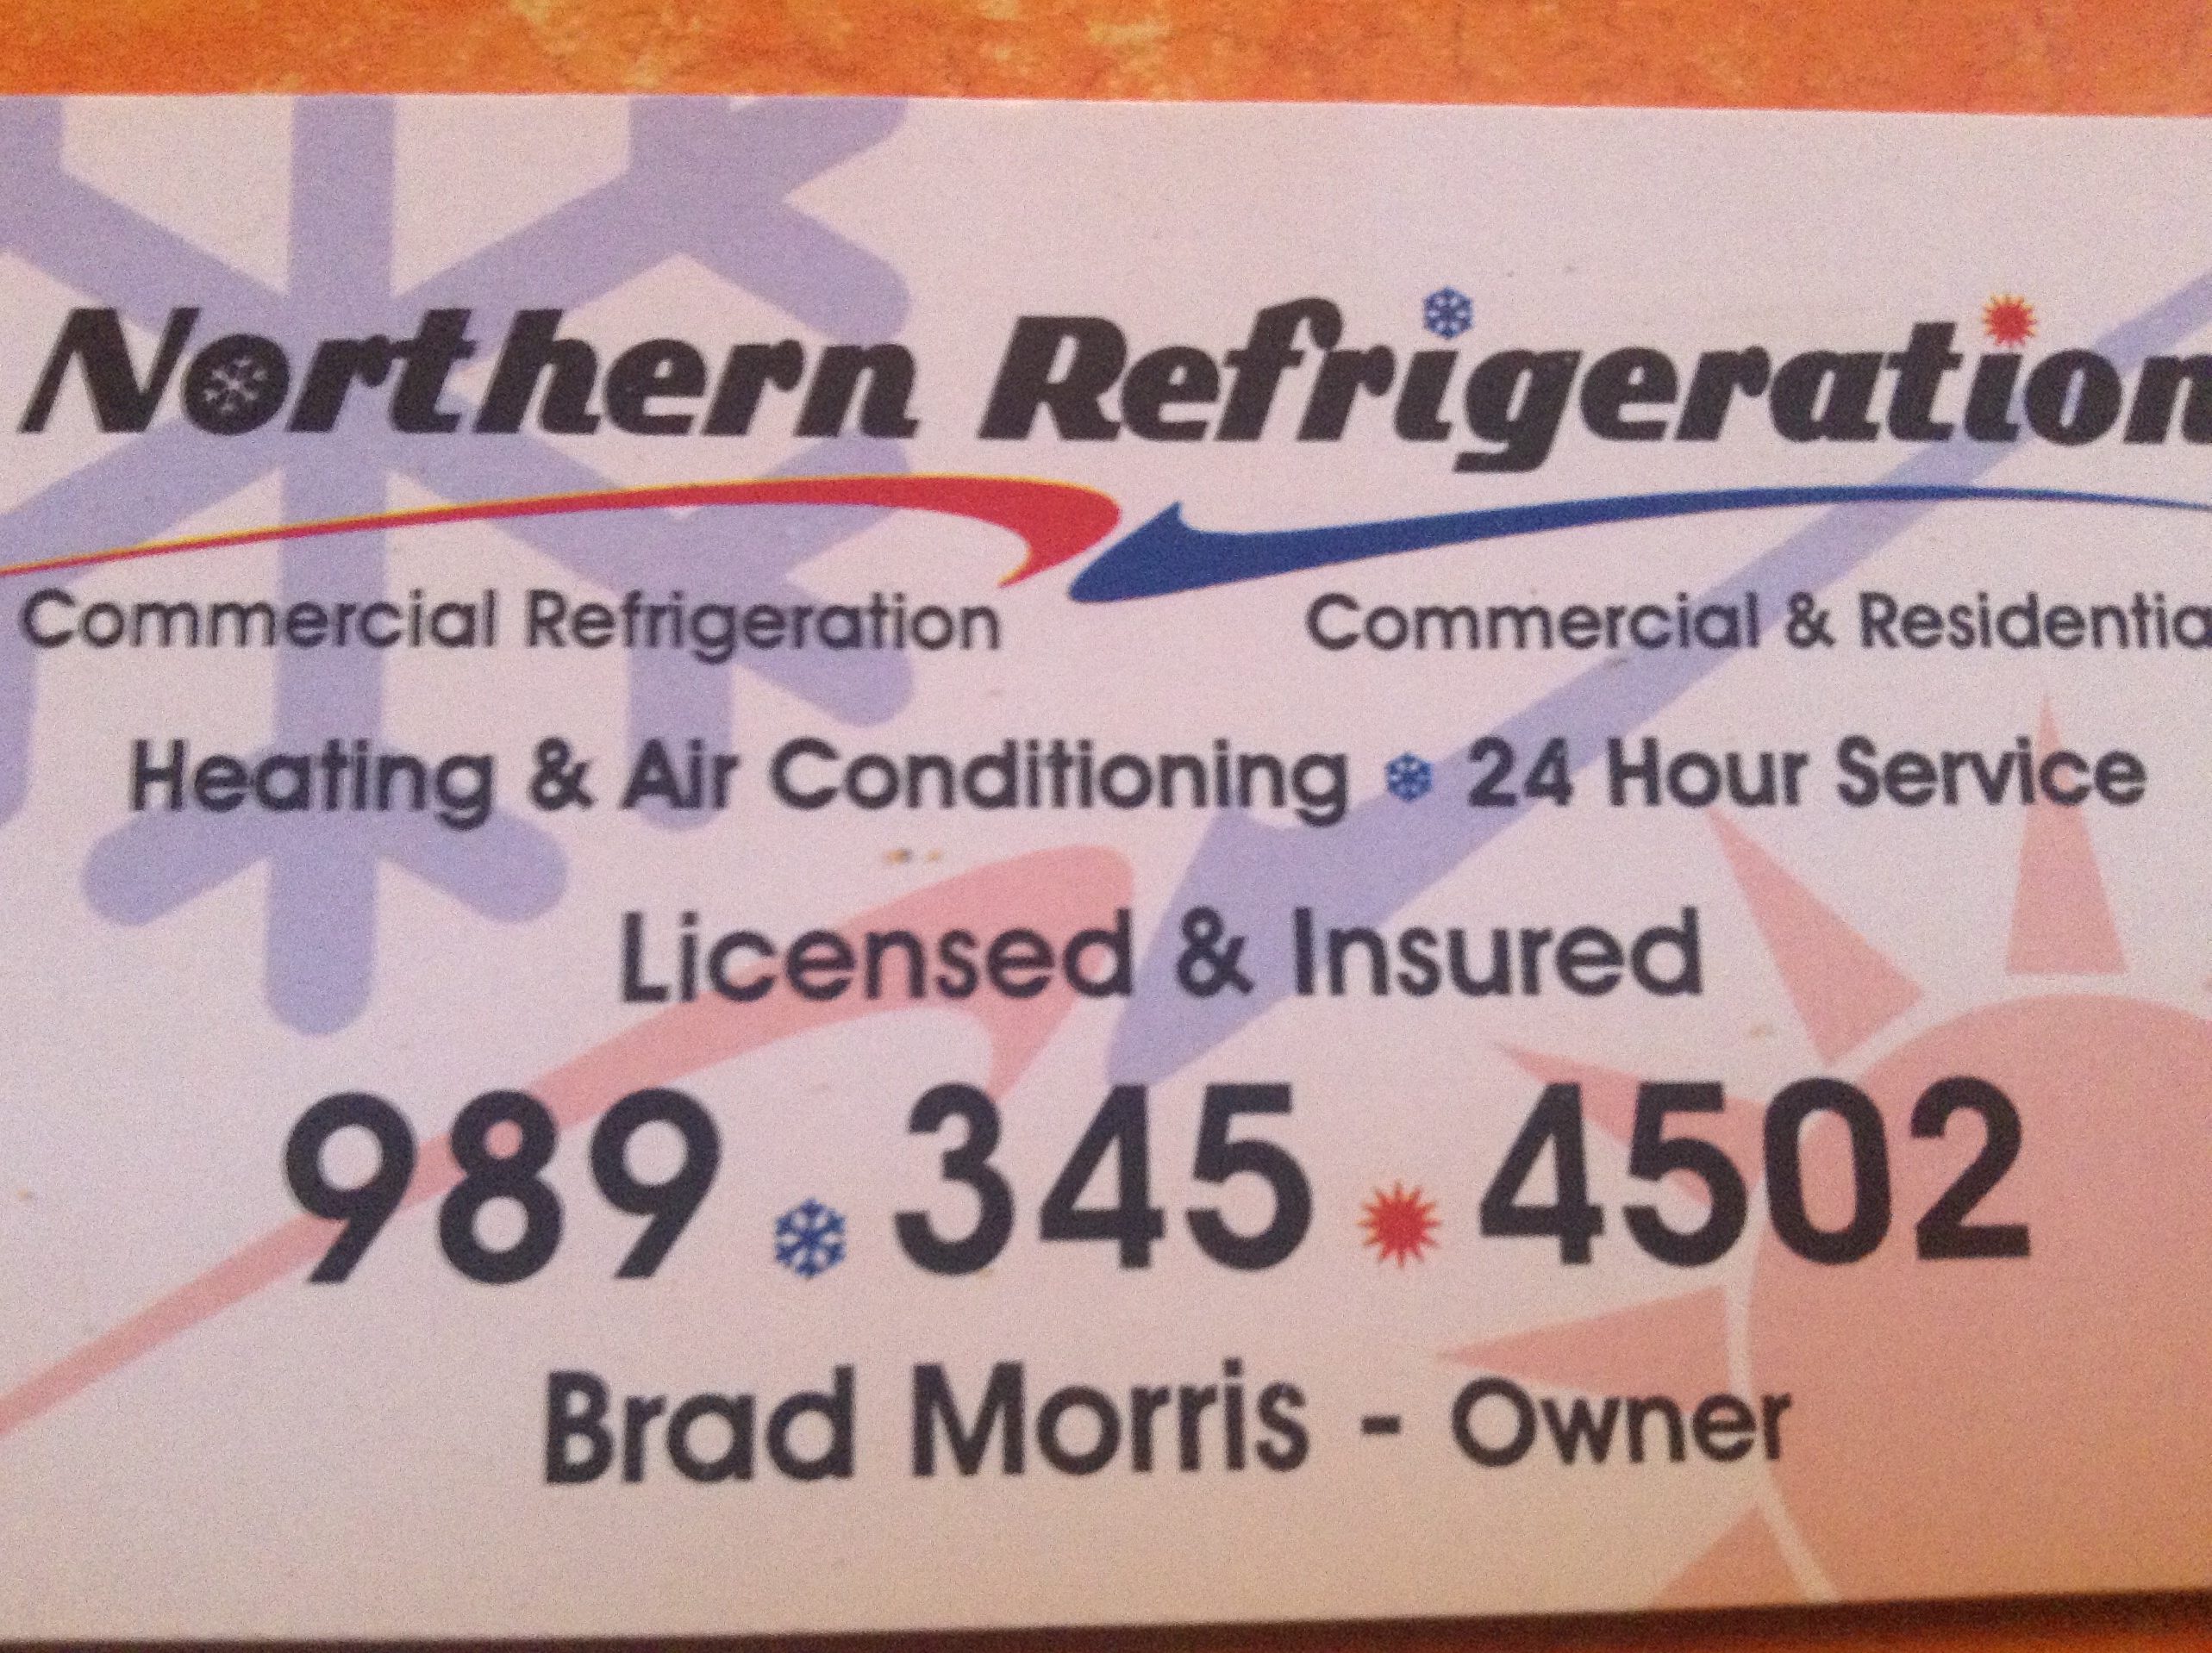 Northern Refrigeration
Commercial Refrigeration Commercial & Residentia
Heating & Air Conditioning 24 Hour Service
Licensed & Insured
989 345 4502
Brad Morris - Owner